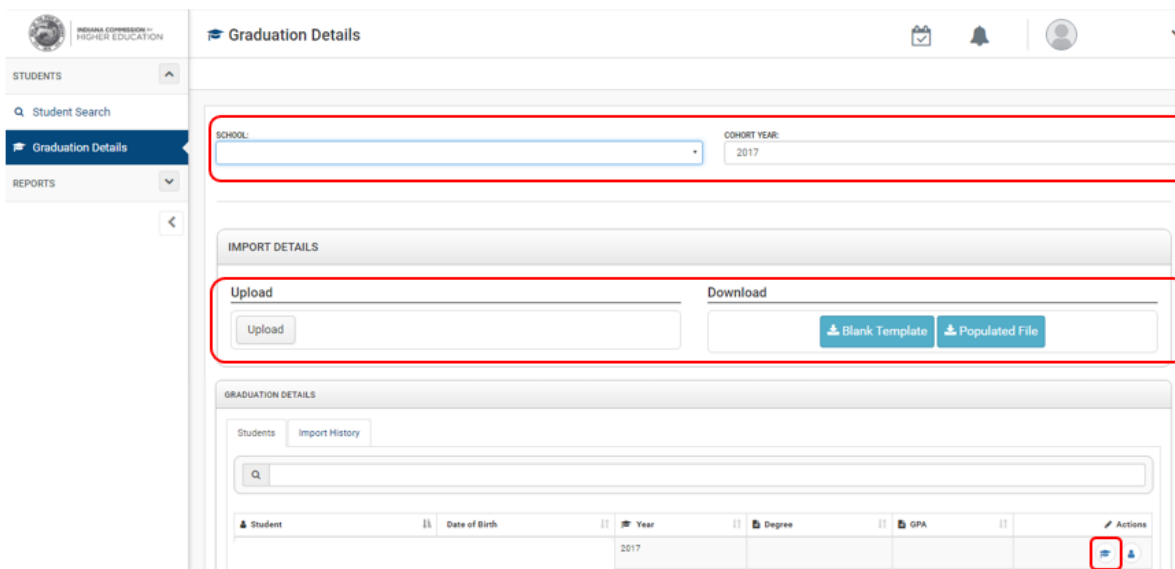 INDIANA COMMISSION for
HIGHER EDUCATION
Graduation Details
STUDENTS
Student Search
Graduation Details
REPORTS
SCHOOL:
COHORT YEAR:
2017
IMPORT DETAILS
Upload
Download
Upload
Blank Template
Populated File
GRADUATION DETAILS
Students
Import History
Student
Date of Birth
Year
Degree
GPA
Actions
2017